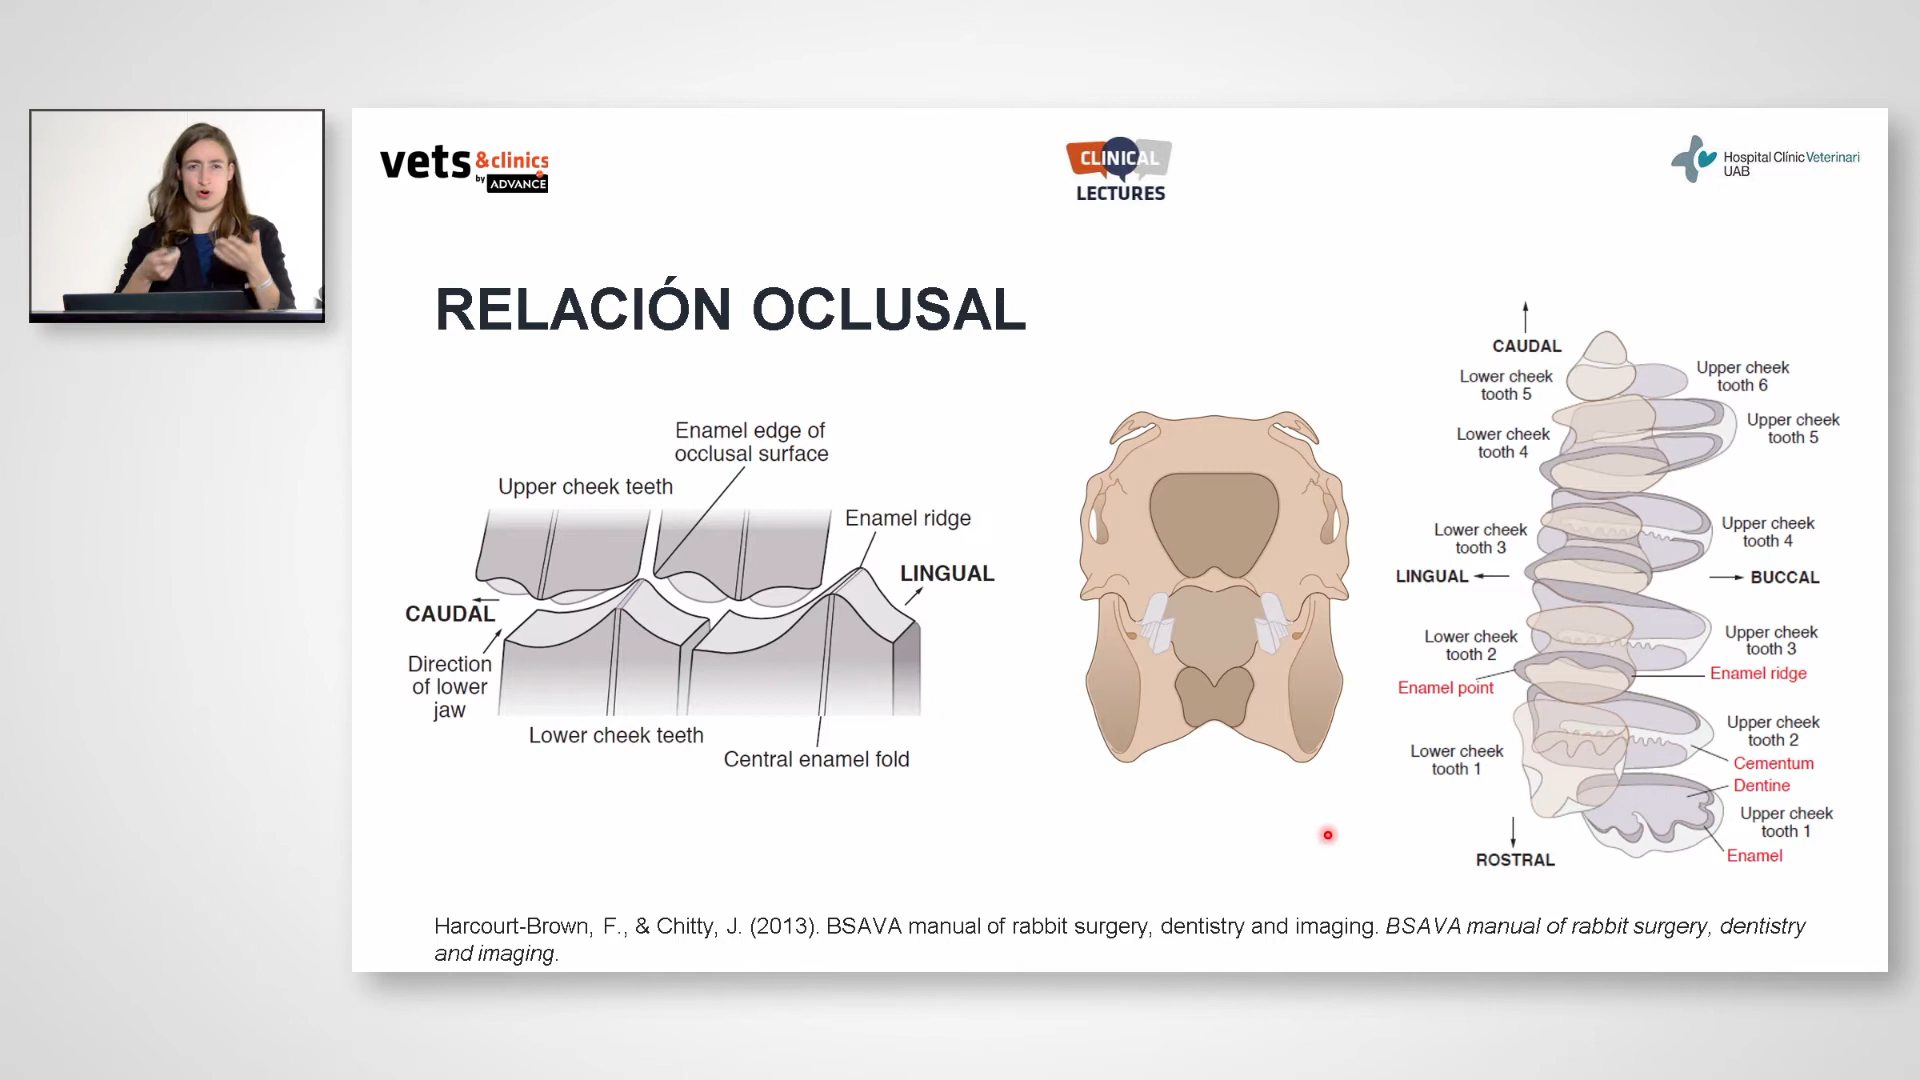 vets &clinics
by ADVANCE
CLINICAL
LECTURES
Hospital Clínic Veterinari
UAB
RELACIÓN OCLUSAL
Enamel edge of
occlusal surface
Upper cheek teeth
Enamel ridge
LINGUAL
CAUDAL
Direction
of lower
jaw
Lower cheek teeth
Central enamel fold
CAUDAL
Lower cheek
tooth 5
Upper cheek
tooth 6
Lower cheek
tooth 4
Upper cheek
tooth 5
Lower cheek
tooth 3
Upper cheek
tooth 4
LINGUAL
BUCCAL
Lower cheek
tooth 2
Upper cheek
tooth 3
Enamel point
Enamel ridge
Lower cheek
tooth 1
Upper cheek
tooth 2
Cementum
Dentine
Upper cheek
tooth 1
Enamel
ROSTRAL
Harcourt-Brown, F., & Chitty, J. (2013). BSAVA manual of rabbit surgery, dentistry and imaging. BSAVA manual of rabbit surgery, dentistry
and imaging.